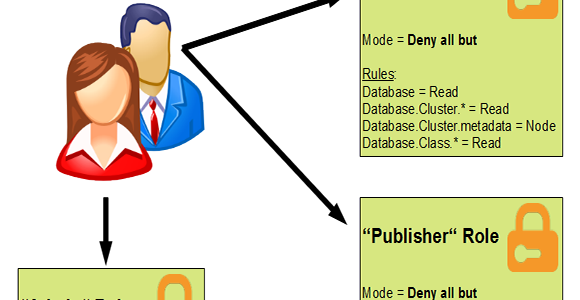 Mode = Deny all but
Rules:
Database = Read
Database.Cluster.* = Read
Database.Cluster.metadata = Node
Database.Class.* = Read
“Publisher“ Role
Mode = Deny all but